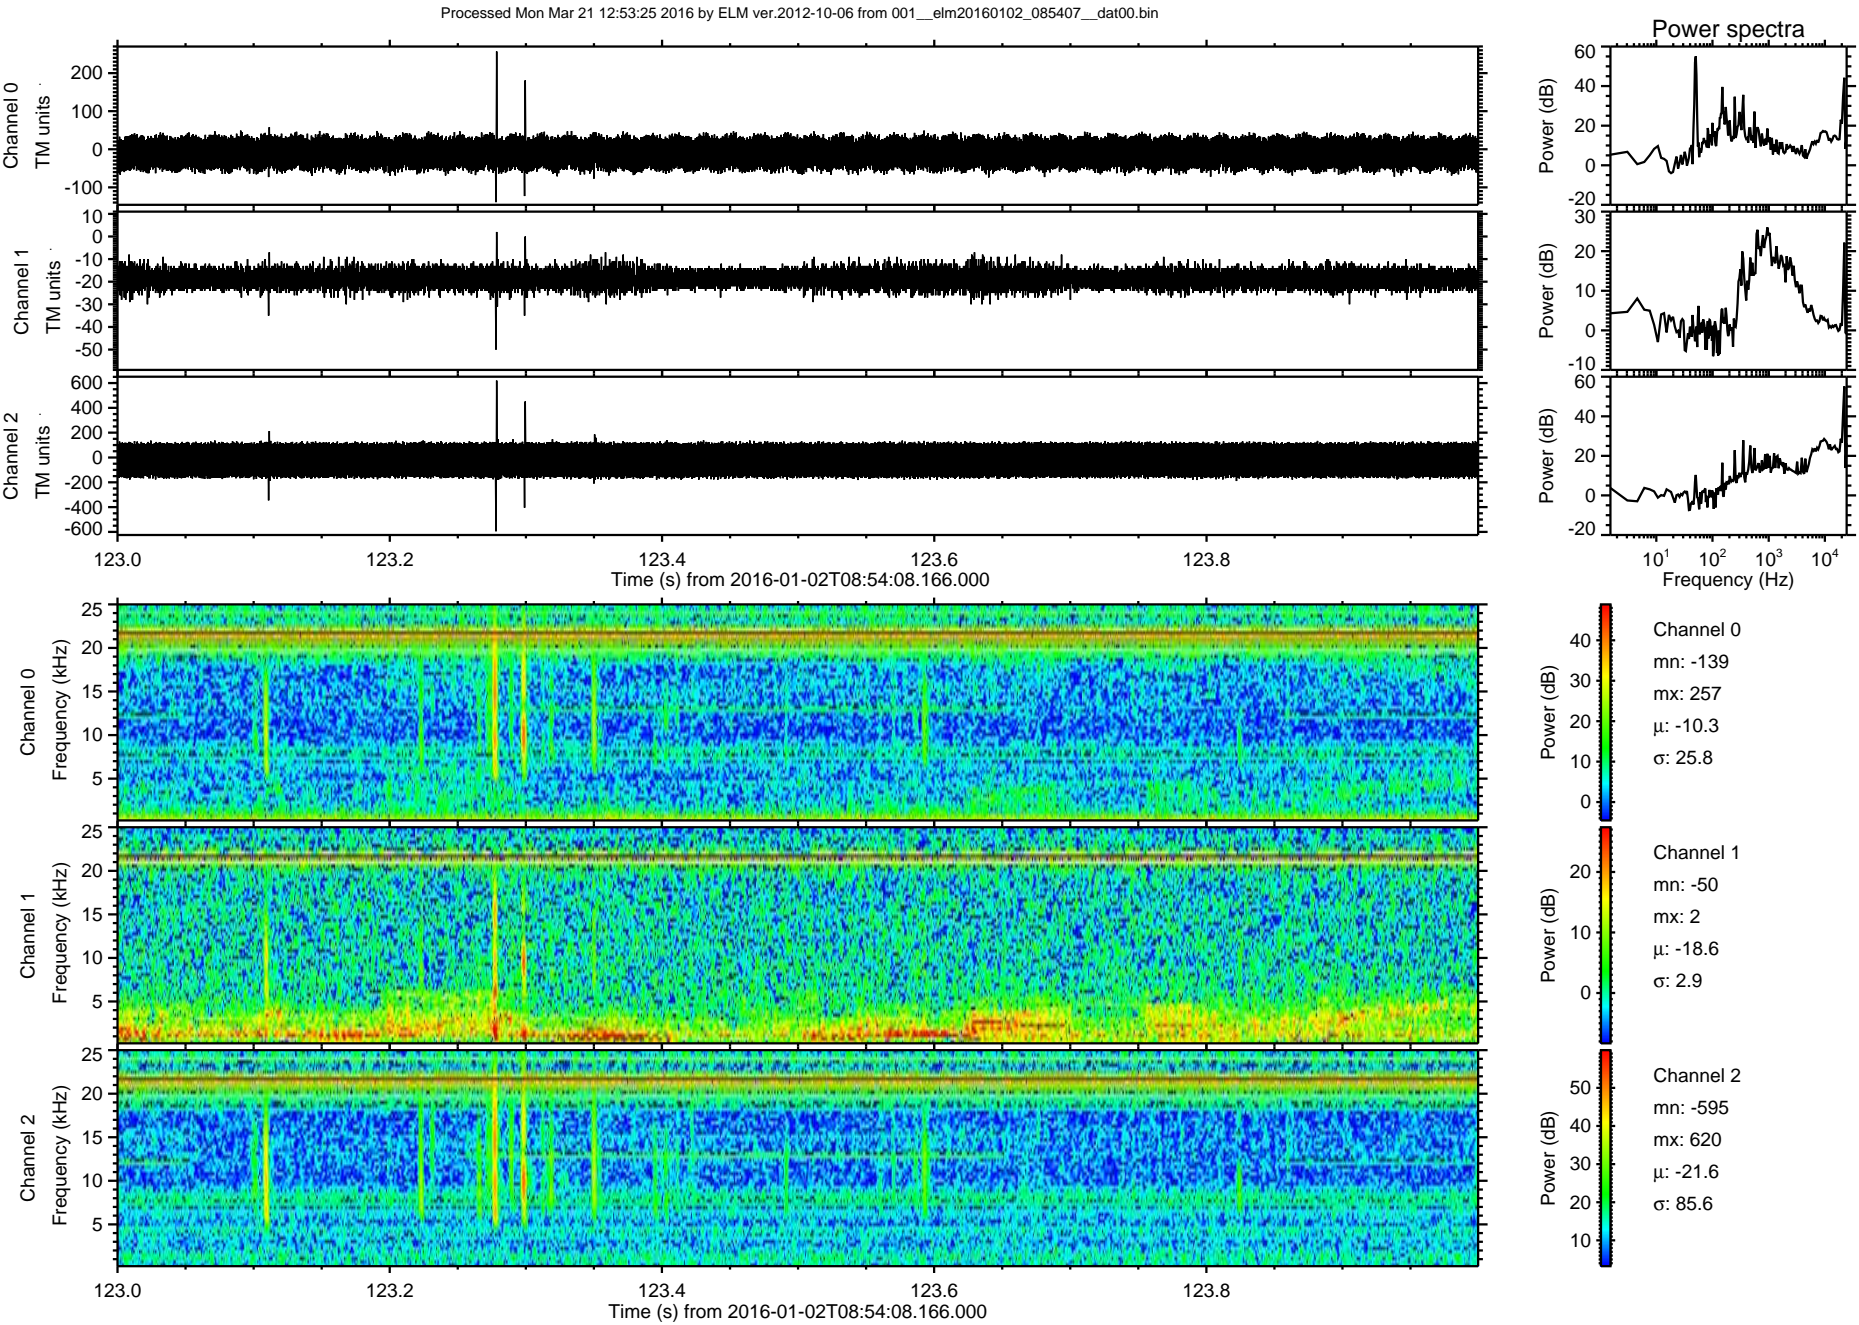 Processed Mon Mar 21 12:53:25 2016 by ELM ver.2012-10-06 from 001__elm20160102_085407__dat00.bin
Power spectra
Channel 0
TM units
200
100
0
-100
Power (dB)
60
40
20
0
-20
Channel 1
TM units
10
0
-10
-20
-30
-40
-50
Power (dB)
30
20
10
0
-10
Channel 2
TM units
600
400
200
0
-200
-400
-600
Power (dB)
60
40
20
0
-20
123.0 123.2 123.4 123.6 123.8
Time (s) from 2016-01-02T08:54:08.166.000
10¹ 10² 10³ 10⁴
Frequency (Hz)
Channel 0
Frequency (kHz)
25
20
15
10
5
Power (dB)
40
30
20
10
0
Channel 0
mn: -139
mx: 257
μ: -10.3
σ: 25.8
Channel 1
Frequency (kHz)
25
20
15
10
5
Power (dB)
20
10
0
Channel 1
mn: -50
mx: 2
μ: -18.6
σ: 2.9
Channel 2
Frequency (kHz)
25
20
15
10
5
Power (dB)
50
40
30
20
10
Channel 2
mn: -595
mx: 620
μ: -21.6
σ: 85.6
123.0 123.2 123.4 123.6 123.8
Time (s) from 2016-01-02T08:54:08.166.000